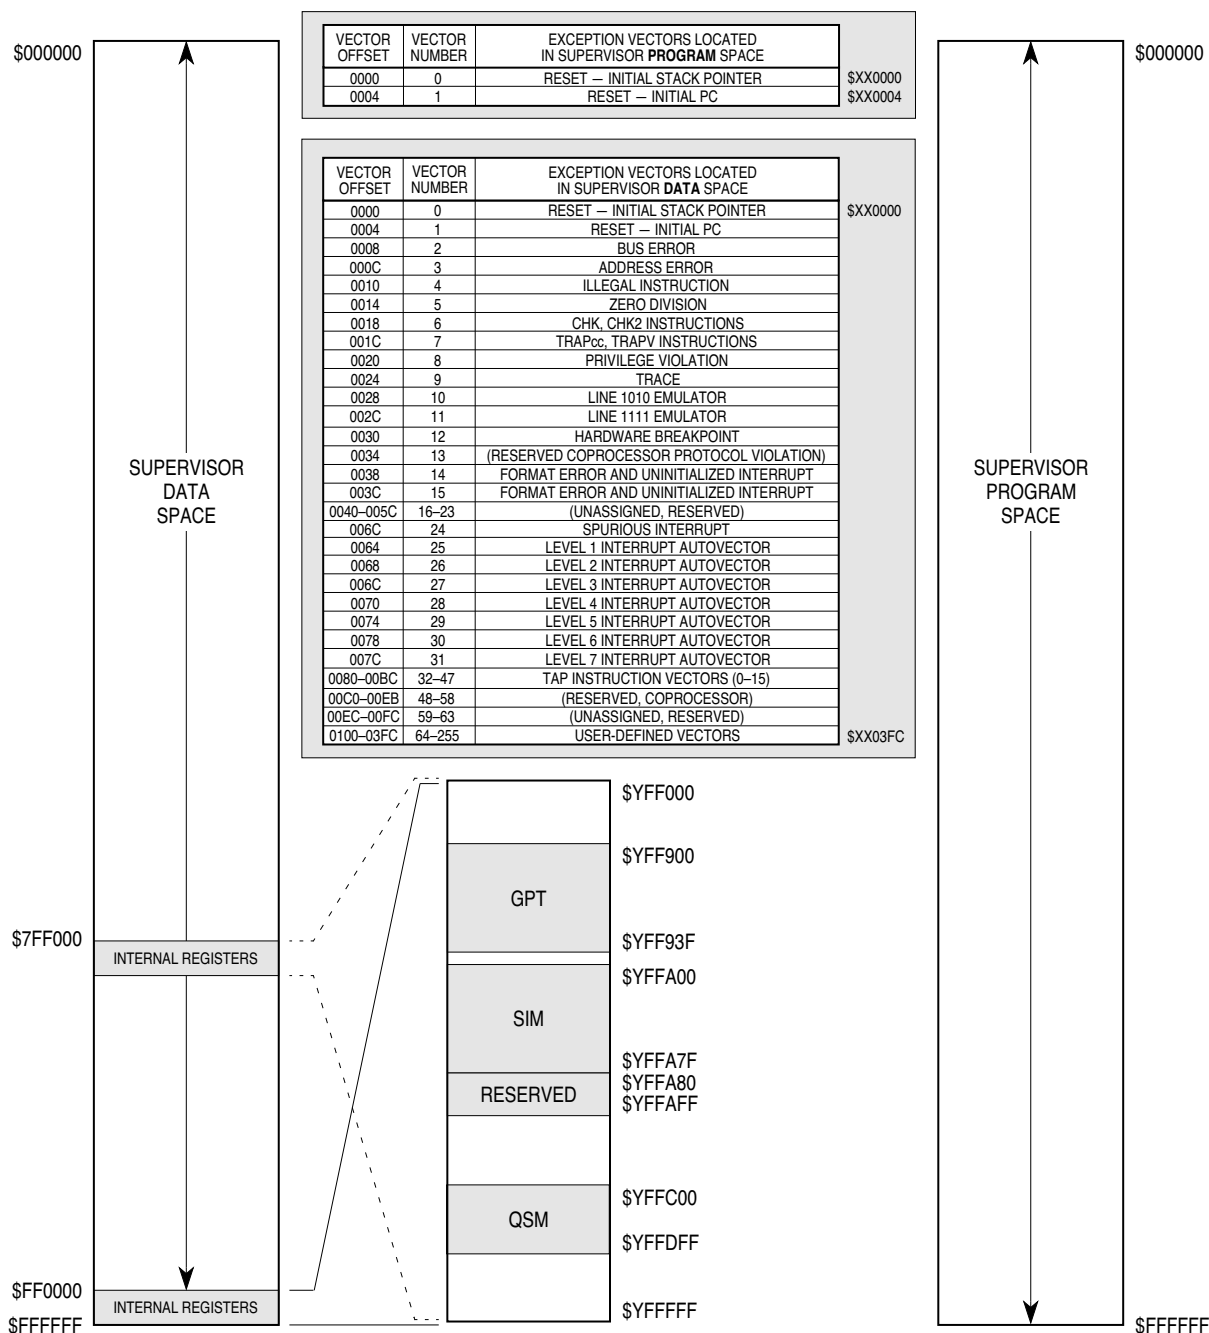 $000000
VECTOR OFFSET VECTOR NUMBER EXCEPTION VECTORS LOCATED IN SUPERVISOR PROGRAM SPACE
0000 0 RESET — INITIAL STACK POINTER $XX0000
0004 1 RESET — INITIAL PC $XX0004
$000000
VECTOR OFFSET VECTOR NUMBER EXCEPTION VECTORS LOCATED IN SUPERVISOR DATA SPACE
0000 0 RESET — INITIAL STACK POINTER $XX0000
0004 1 RESET — INITIAL PC
0008 2 BUS ERROR
000C 3 ADDRESS ERROR
0010 4 ILLEGAL INSTRUCTION
0014 5 ZERO DIVISION
0018 6 CHK, CHK2 INSTRUCTIONS
001C 7 TRAPcc, TRAPV INSTRUCTIONS
0020 8 PRIVILEGE VIOLATION
0024 9 TRACE
0028 10 LINE 1010 EMULATOR
002C 11 LINE 1111 EMULATOR
0030 12 HARDWARE BREAKPOINT
0034 13 (RESERVED COPROCESSOR PROTOCOL VIOLATION)
0038 14 FORMAT ERROR AND UNINITIALIZED INTERRUPT
003C 15 FORMAT ERROR AND UNINITIALIZED INTERRUPT
0040–005C 16–23 (UNASSIGNED, RESERVED)
006C 24 SPURIOUS INTERRUPT
0064 25 LEVEL 1 INTERRUPT AUTOVECTOR
0068 26 LEVEL 2 INTERRUPT AUTOVECTOR
006C 27 LEVEL 3 INTERRUPT AUTOVECTOR
0070 28 LEVEL 4 INTERRUPT AUTOVECTOR
0074 29 LEVEL 5 INTERRUPT AUTOVECTOR
0078 30 LEVEL 6 INTERRUPT AUTOVECTOR
007C 31 LEVEL 7 INTERRUPT AUTOVECTOR
0080–00BC 32–47 TAP INSTRUCTION VECTORS (0–15)
00C0–00EB 48–58 (RESERVED, COPROCESSOR)
00EC–00FC 59–63 (UNASSIGNED, RESERVED)
0100–03FC 64–255 USER-DEFINED VECTORS $XX03FC
SUPERVISOR
DATA
SPACE
SUPERVISOR
PROGRAM
SPACE
$7FF000
INTERNAL REGISTERS
$FF0000
INTERNAL REGISTERS
$FFFFFF
$YFF000
$YFF900
GPT
$YFF93F
$YFFA00
SIM
$YFFA7F
$YFFA80
RESERVED
$YFFAFF
$YFFC00
QSM
$YFFDFF
$YFFFFF
$FFFFFF